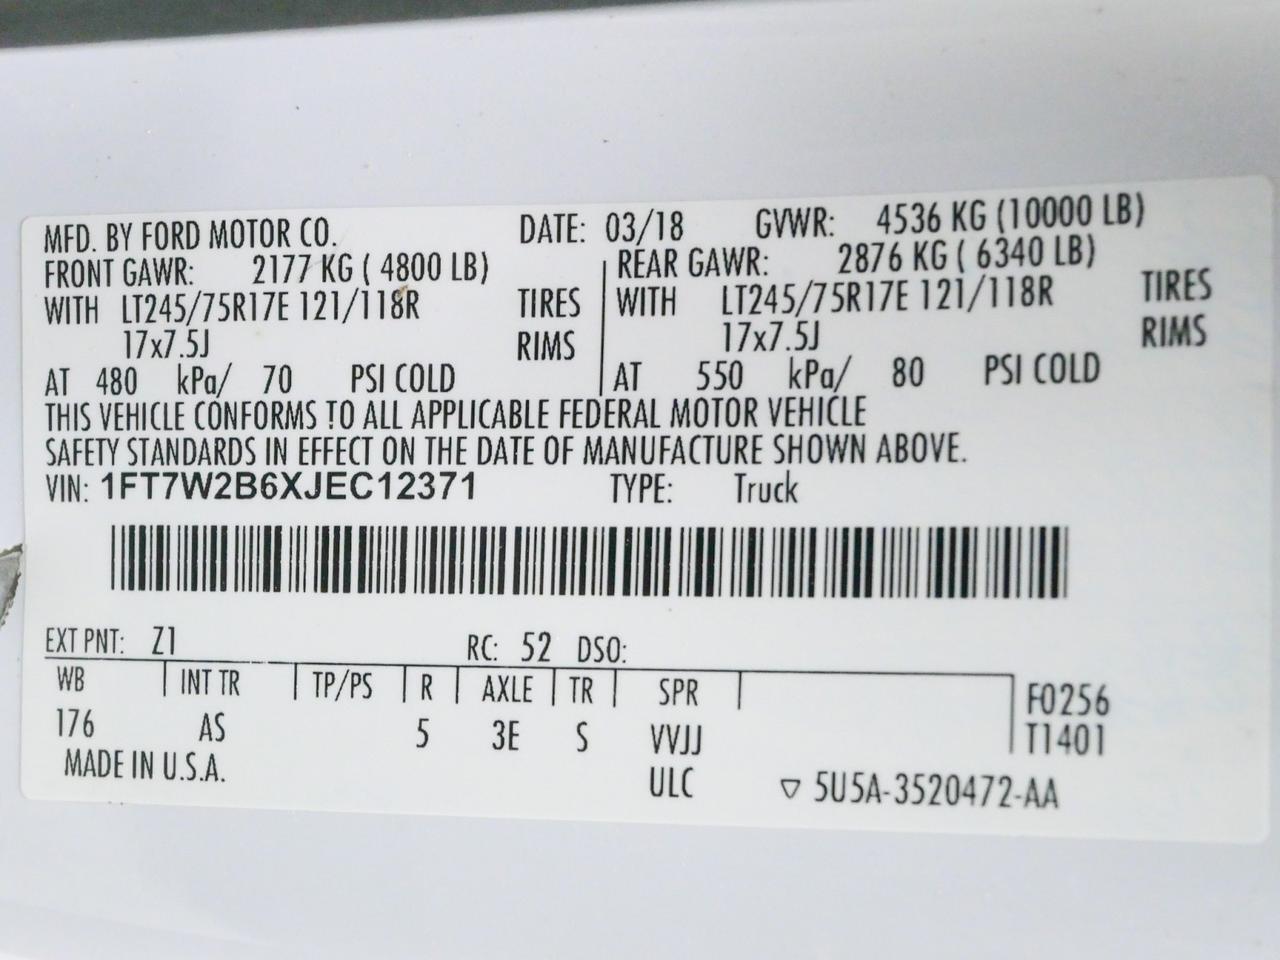 MFD. BY FORD MOTOR CO. DATE: 03/18 GVWR: 4536 KG (10000 LB)
FRONT GAWR: 2177 KG ( 4800 LB) REAR GAWR: 2876 KG ( 6340 LB)
WITH LT245/75R17E 121/118R TIRES WITH LT245/75R17E 121/118R TIRES
17x7.5J RIMS 17x7.5J RIMS
AT 480 kPa/ 70 PSI COLD AT 550 kPa/ 80 PSI COLD
THIS VEHICLE CONFORMS TO ALL APPLICABLE FEDERAL MOTOR VEHICLE
SAFETY STANDARDS IN EFFECT ON THE DATE OF MANUFACTURE SHOWN ABOVE.
VIN: 1FT7W2B6XJEC12371 TYPE: Truck
EXT PNT: Z1 RC: 52 DSO:
WB INT TR TP/PS R AXLE TR SPR F0256
176 AS 5 3E S VVJJ T1401
MADE IN U.S.A. ULC ▽ 5U5A-3520472-AA